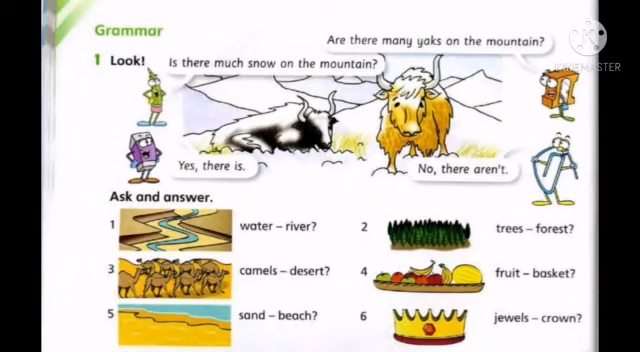 Grammar
Are there many yaks on the mountain?
1 Look!
Is there much snow on the mountain?
Yes, there is.
No, there aren't.
Ask and answer.
1 water – river?
2 trees – forest?
3 camels – desert?
4 fruit – basket?
5 sand – beach?
6 jewels – crown?